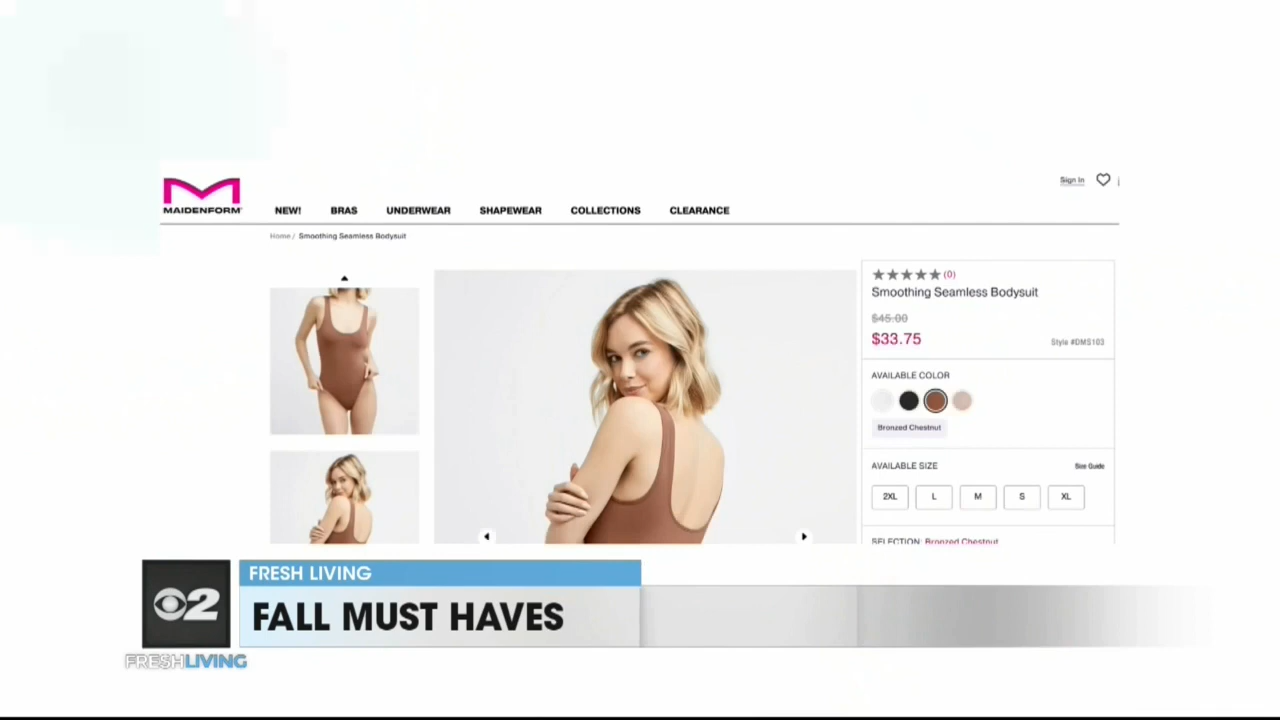 MAIDENFORM
Sign In
NEW! BRAS UNDERWEAR SHAPEWEAR COLLECTIONS CLEARANCE
Home / Smoothing Seamless Bodysuit
(0)
Smoothing Seamless Bodysuit
$45.00
$33.75
Style #DMS103
AVAILABLE COLOR
Bronzed Chestnut
AVAILABLE SIZE Size Guide
2XL L M S XL
SELECTION: Bronzed Chestnut
2
FRESH LIVING
FALL MUST HAVES
FRESHLIVING